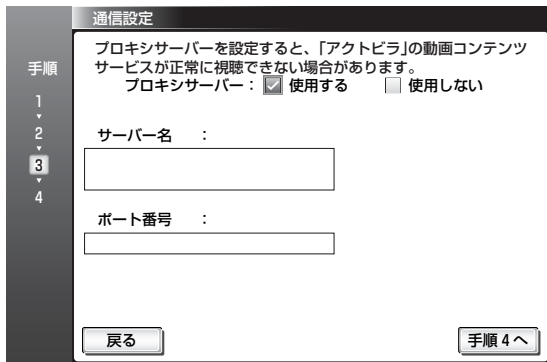 通信設定
手順
1
2
3
4
プロキシサーバーを設定すると、「アクトビラ」の動画コンテンツ
サービスが正常に視聴できない場合があります。
プロキシサーバー： 使用する 使用しない
サーバー名 ：
ポート番号 ：
戻る
手順 4 へ